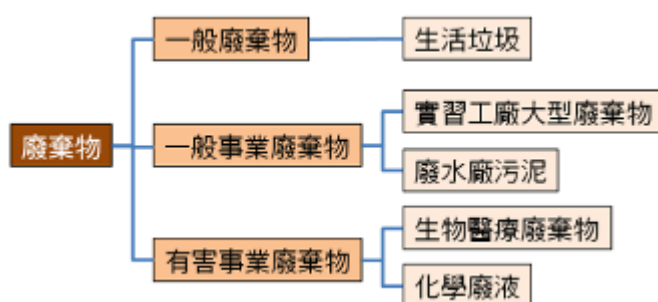 廢棄物
一般廢棄物
生活垃圾
一般事業廢棄物
實習工廠大型廢棄物
廢水廠污泥
有害事業廢棄物
生物醫療廢棄物
化學廢液